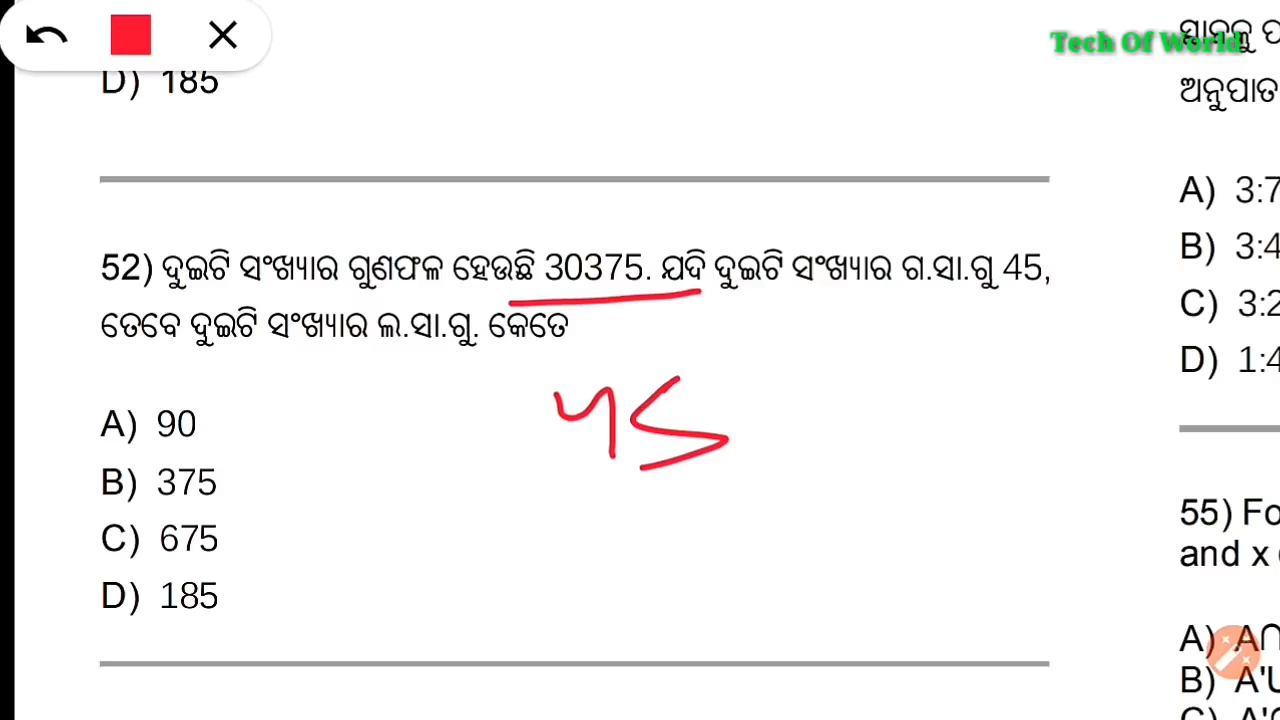 Tech Of World
D) 185
52) ଦୁଇଟି ସଂଖ୍ୟାର ଗୁଣଫଳ ହେଉଛି 30375. ଯଦି ଦୁଇଟି ସଂଖ୍ୟାର ଗ.ସା.ଗୁ 45,
ତେବେ ଦୁଇଟି ସଂଖ୍ୟାର ଲ.ସା.ଗୁ. କେତେ
45
A) 90
B) 375
C) 675
D) 185
ଅନୁପାତ
A) 3:7
B) 3:4
C) 3:2
D) 1:4
55) Fo
and x
A) A∩
B) A'U